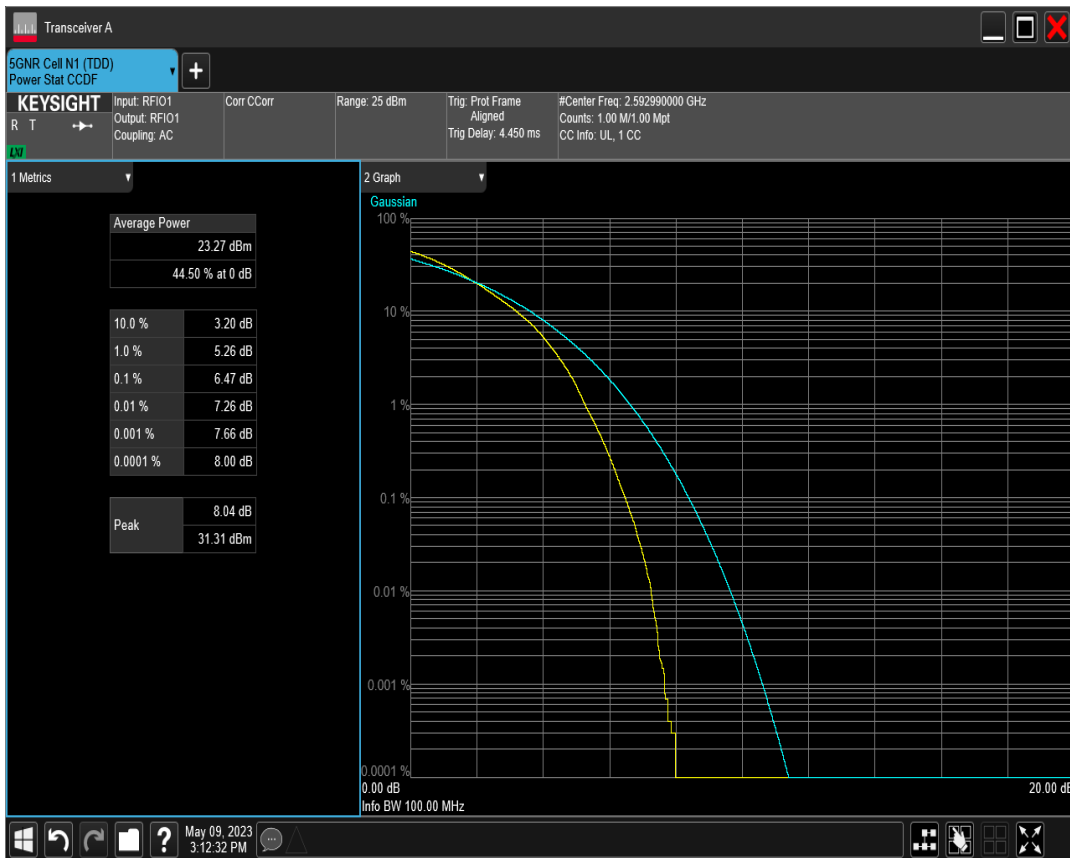 Transceiver A
5GNR Cell N1 (TDD)
Power Stat CCDF
KEYSIGHT
R T
LXI
Input: RFIO1
Output: RFIO1
Coupling: AC
Corr CCorr
Range: 25 dBm
Trig: Prot Frame
Aligned
Trig Delay: 4.450 ms
#Center Freq: 2.592990000 GHz
Counts: 1.00 M/1.00 Mpt
CC Info: UL, 1 CC
1 Metrics
Average Power
23.27 dBm
44.50 % at 0 dB
10.0 % 3.20 dB
1.0 % 5.26 dB
0.1 % 6.47 dB
0.01 % 7.26 dB
0.001 % 7.66 dB
0.0001 % 8.00 dB
Peak
8.04 dB
31.31 dBm
2 Graph
Gaussian
100 %
10 %
1 %
0.1 %
0.01 %
0.001 %
0.0001 %
0.00 dB 20.00 dB
Info BW 100.00 MHz
May 09, 2023
3:12:32 PM